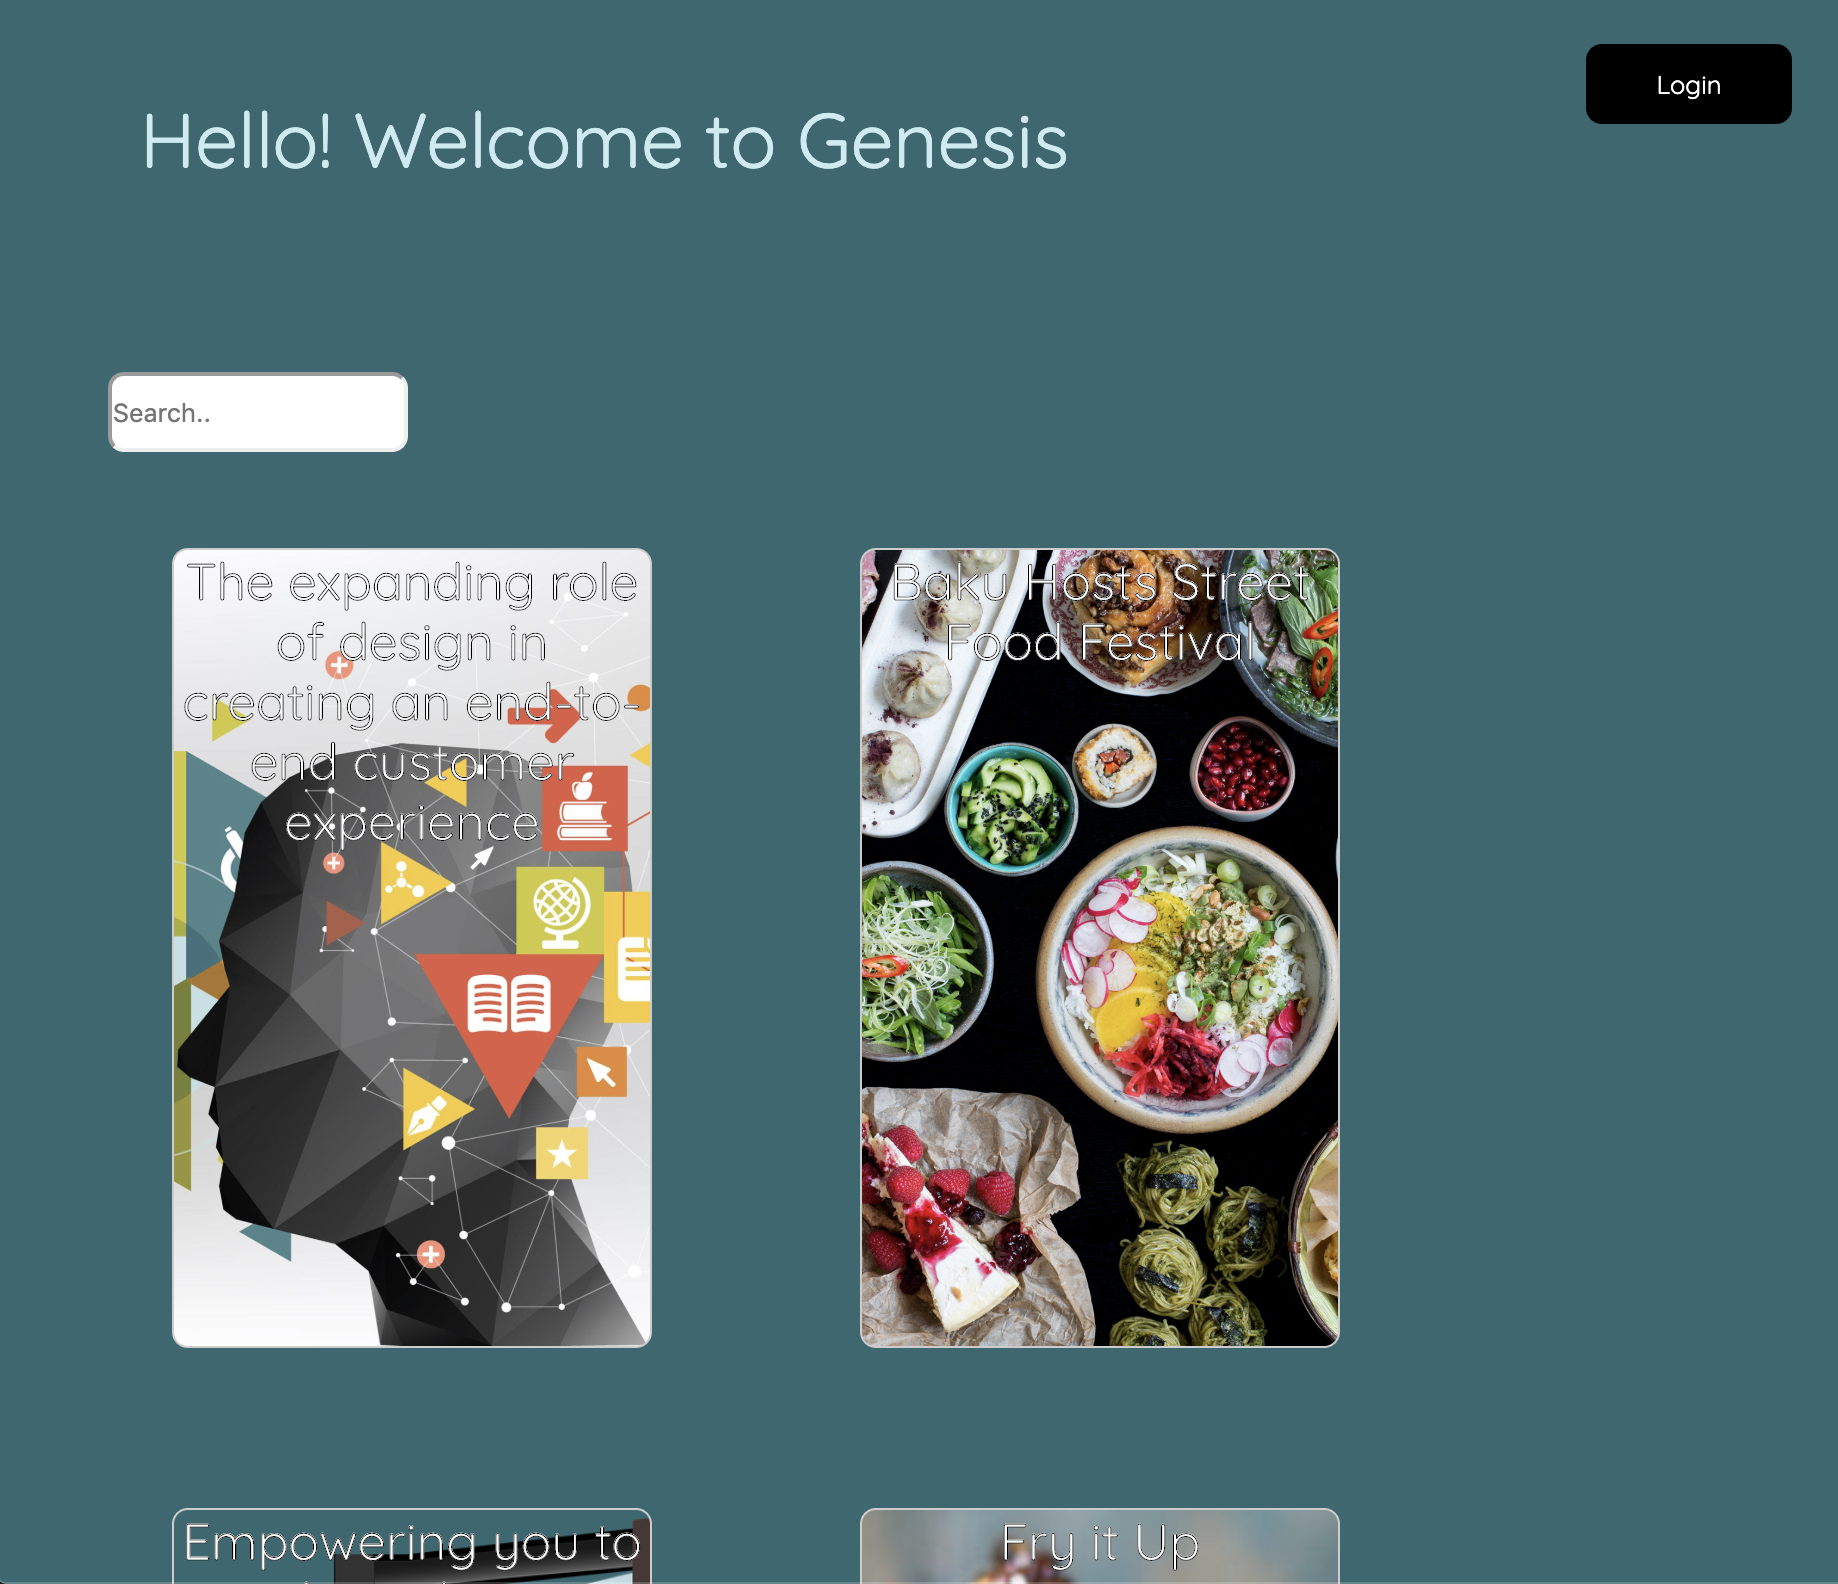 Login
Hello! Welcome to Genesis
Search..
The expanding role
of design in
creating an end-to-
end customer
experience
Baku Hosts Street
Food Festival
Empowering you to
Fry it Up